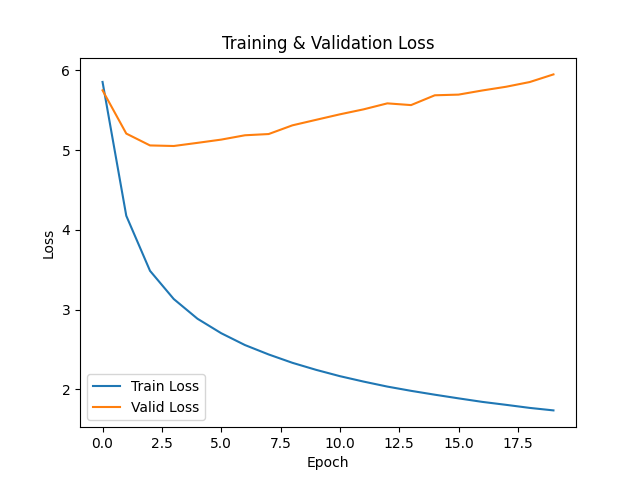 Training & Validation Loss
Loss
6
5
4
3
2
Train Loss
Valid Loss
0.0 2.5 5.0 7.5 10.0 12.5 15.0 17.5
Epoch